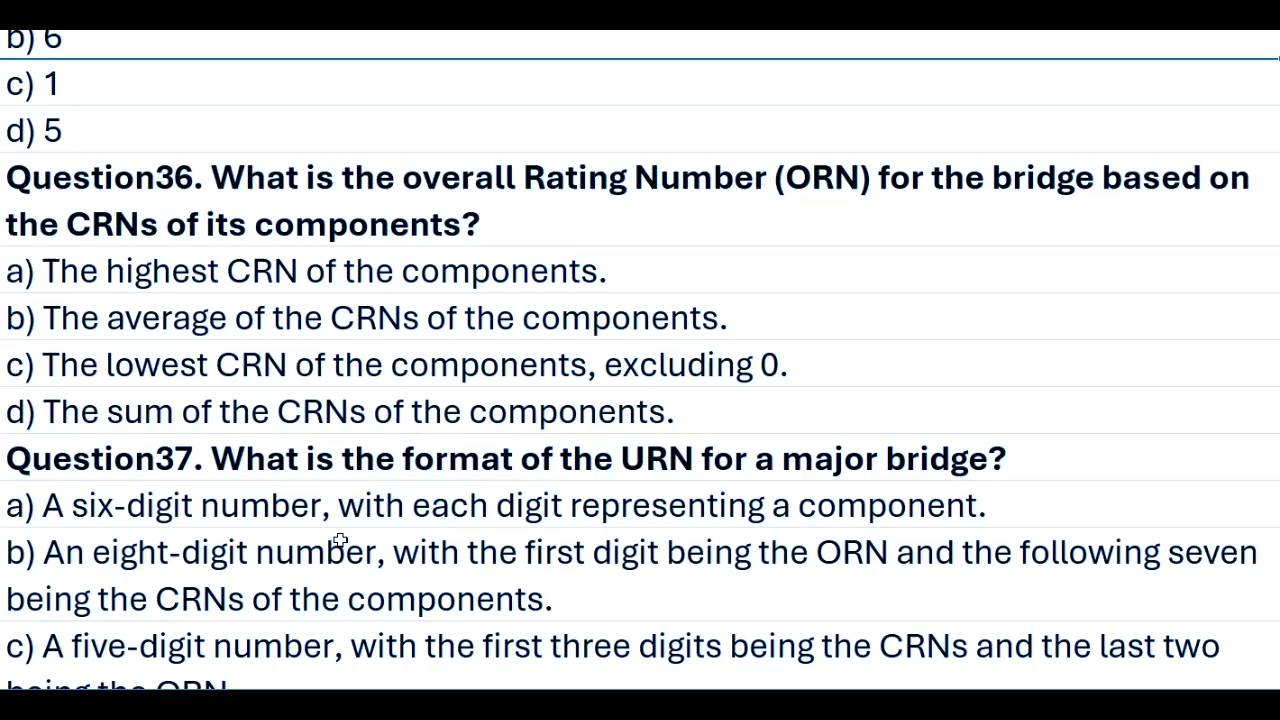 b) 6
c) 1
d) 5
Question36. What is the overall Rating Number (ORN) for the bridge based on
the CRNs of its components?
a) The highest CRN of the components.
b) The average of the CRNs of the components.
c) The lowest CRN of the components, excluding 0.
d) The sum of the CRNs of the components.
Question37. What is the format of the URN for a major bridge?
a) A six-digit number, with each digit representing a component.
b) An eight-digit number, with the first digit being the ORN and the following seven
being the CRNs of the components.
c) A five-digit number, with the first three digits being the CRNs and the last two
being the ORN